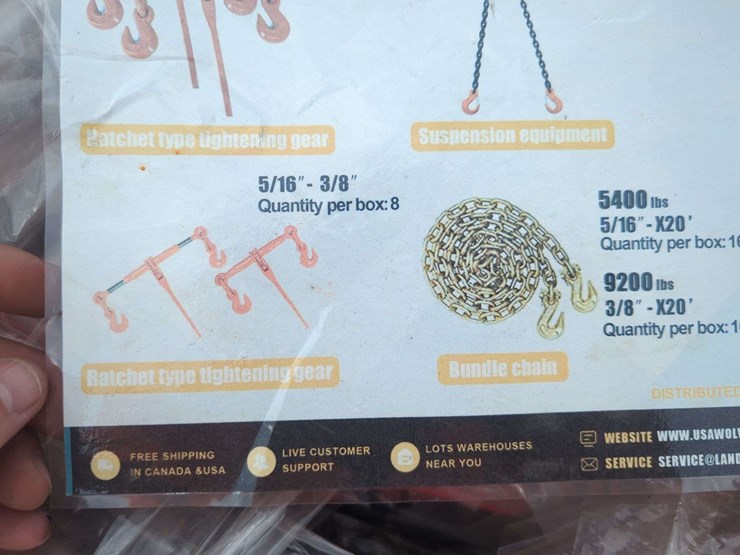 Ratchet type tightening gear
Suspension equipment
5/16"- 3/8"
Quantity per box: 8
5400 lbs
5/16"-X20'
Quantity per box: 1
9200 lbs
3/8" -X20'
Quantity per box: 1
Ratchet type tightening gear
Bundle chain
DISTRIBUTED
FREE SHIPPING
IN CANADA &USA
LIVE CUSTOMER
SUPPORT
LOTS WAREHOUSES
NEAR YOU
WEBSITE WWW.USAWOL
SERVICE SERVICE@LAND